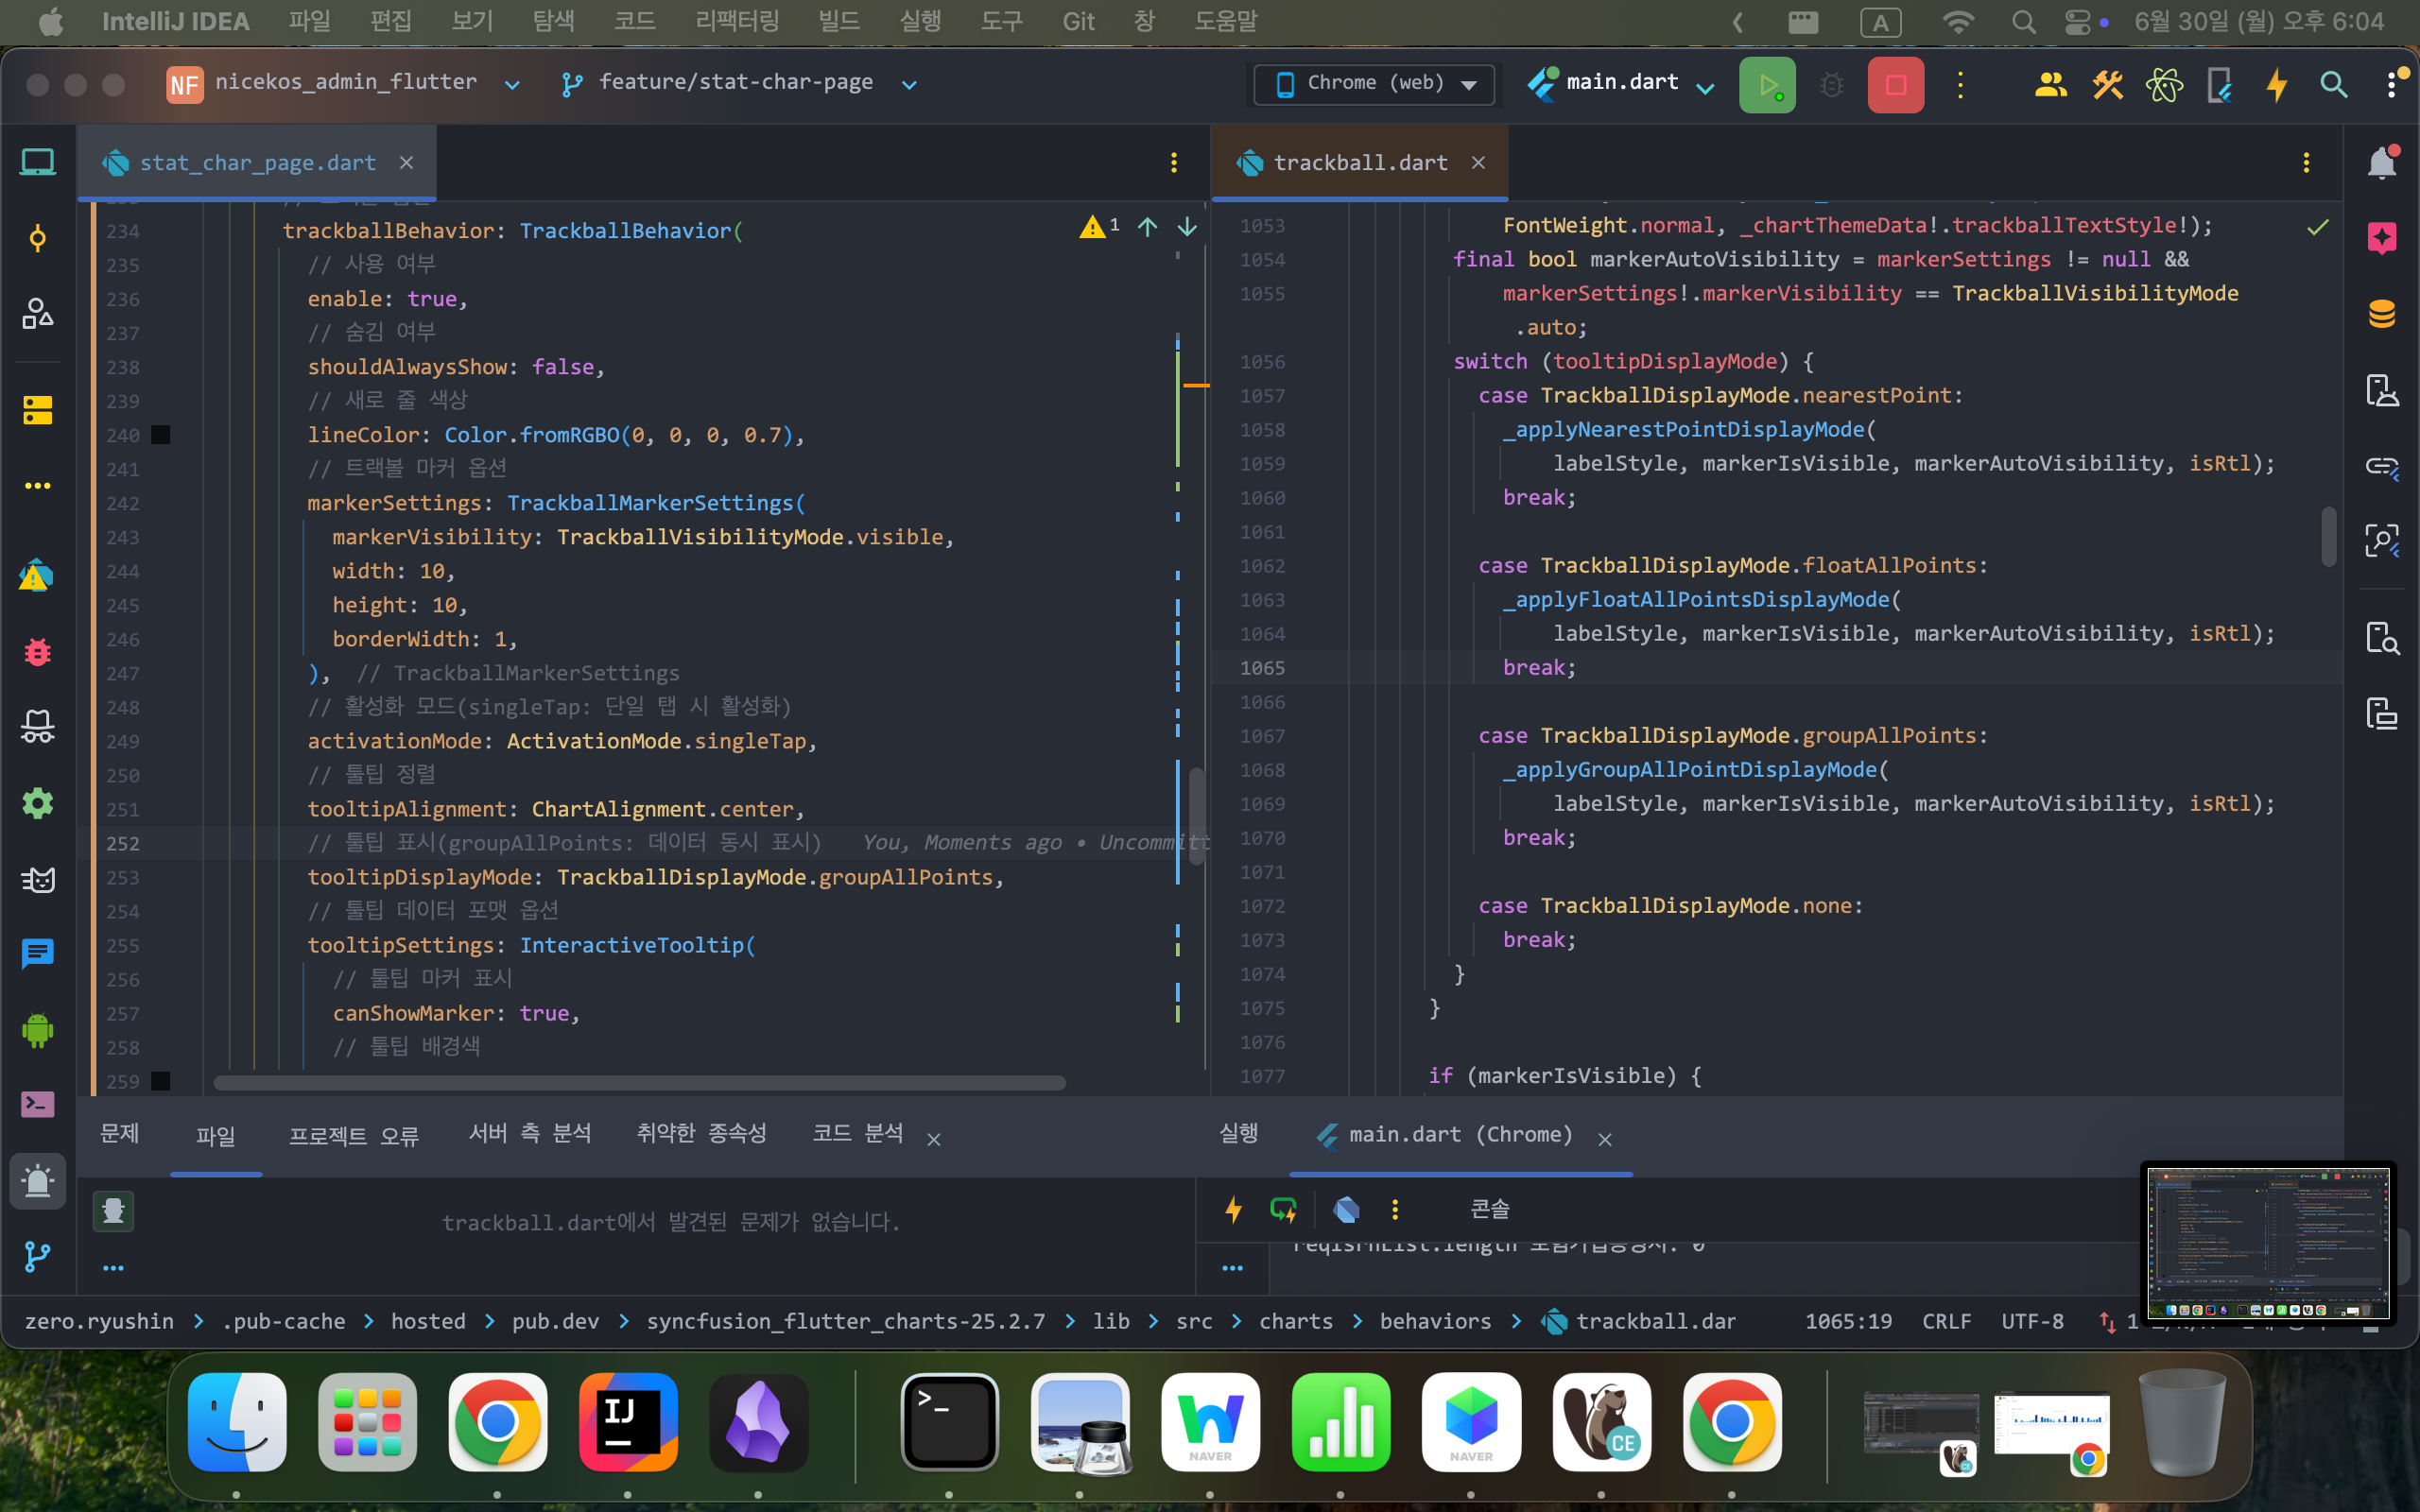 IntelliJ IDEA 파일 편집 보기 탐색 코드 리팩터링 빌드 실행 도구 Git 창 도움말 A 6월 30일 (월) 오후 6:04
NF nicekos_admin_flutter feature/stat-char-page Chrome (web) main.dart
stat_char_page.dart
234 trackballBehavior: TrackballBehavior( 1
235 // 사용 여부
236 enable: true,
237 // 숨김 여부
238 shouldAlwaysShow: false,
239 // 새로 줄 색상
240 lineColor: Color.fromRGBO(0, 0, 0, 0.7),
241 // 트랙볼 마커 옵션
242 markerSettings: TrackballMarkerSettings(
243 markerVisibility: TrackballVisibilityMode.visible,
244 width: 10,
245 height: 10,
246 borderWidth: 1,
247 ), // TrackballMarkerSettings
248 // 활성화 모드(singleTap: 단일 탭 시 활성화)
249 activationMode: ActivationMode.singleTap,
250 // 툴팁 정렬
251 tooltipAlignment: ChartAlignment.center,
252 // 툴팁 표시(groupAllPoints: 데이터 동시 표시) You, Moments ago • Uncommitt
253 tooltipDisplayMode: TrackballDisplayMode.groupAllPoints,
254 // 툴팁 데이터 포맷 옵션
255 tooltipSettings: InteractiveTooltip(
256 // 툴팁 마커 표시
257 canShowMarker: true,
258 // 툴팁 배경색
259
trackball.dart
1053 FontWeight.normal, _chartThemeData!.trackballTextStyle!);
1054 final bool markerAutoVisibility = markerSettings != null &&
1055 markerSettings!.markerVisibility == TrackballVisibilityMode
.auto;
1056 switch (tooltipDisplayMode) {
1057 case TrackballDisplayMode.nearestPoint:
1058 _applyNearestPointDisplayMode(
1059 labelStyle, markerIsVisible, markerAutoVisibility, isRtl);
1060 break;
1061
1062 case TrackballDisplayMode.floatAllPoints:
1063 _applyFloatAllPointsDisplayMode(
1064 labelStyle, markerIsVisible, markerAutoVisibility, isRtl);
1065 break;
1066
1067 case TrackballDisplayMode.groupAllPoints:
1068 _applyGroupAllPointDisplayMode(
1069 labelStyle, markerIsVisible, markerAutoVisibility, isRtl);
1070 break;
1071
1072 case TrackballDisplayMode.none:
1073 break;
1074 }
1075 }
1076
1077 if (markerIsVisible) {
문제 파일 프로젝트 오류 서버 측 분석 취약한 종속성 코드 분석
trackball.dart에서 발견된 문제가 없습니다.
실행 main.dart (Chrome)
콘솔
zero.ryushin > .pub-cache > hosted > pub.dev > syncfusion_flutter_charts-25.2.7 > lib > src > charts > behaviors > trackball.dar 1065:19 CRLF UTF-8
IJ NAVER NAVER CE CE